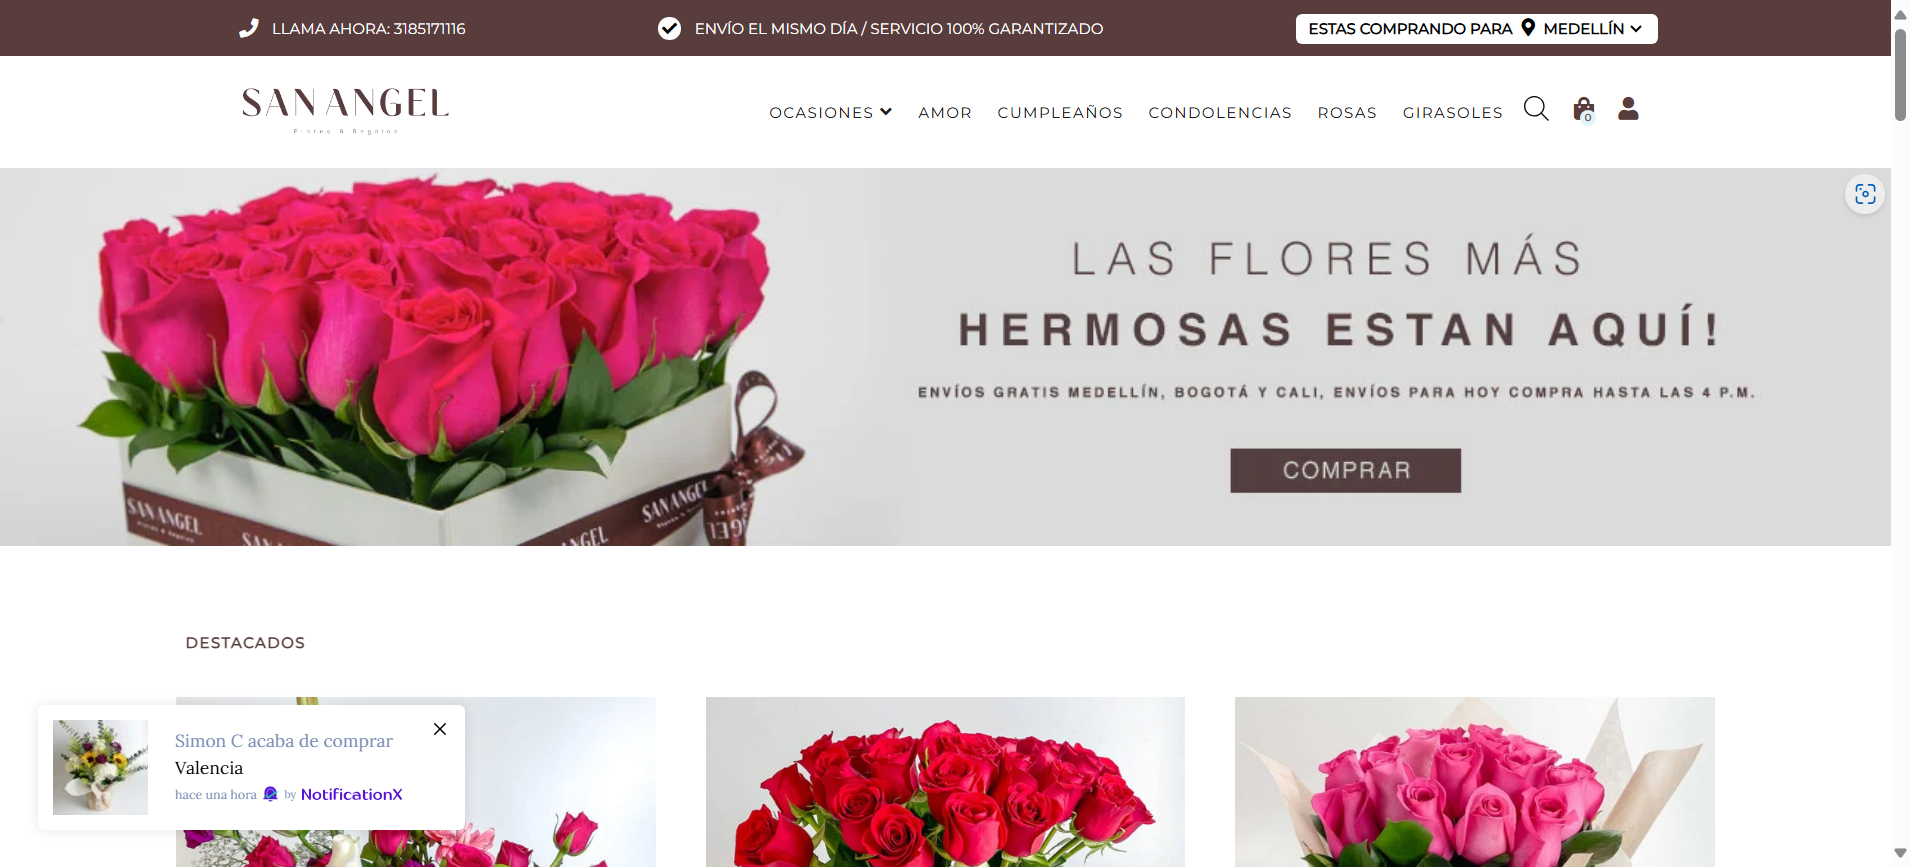 LLAMA AHORA: 3185171116
ENVÍO EL MISMO DÍA / SERVICIO 100% GARANTIZADO
ESTAS COMPRANDO PARA MEDELLÍN
SAN ANGEL
Flores & Regalos
OCASIONES AMOR CUMPLEAÑOS CONDOLENCIAS ROSAS GIRASOLES
0
LAS FLORES MÁS
HERMOSAS ESTAN AQUÍ!
ENVÍOS GRATIS MEDELLÍN, BOGOTÁ Y CALI, ENVÍOS PARA HOY COMPRA HASTA LAS 4 P.M.
COMPRAR
SAN ANGEL
Flores & Regalos
SAN ANGEL
DESTACADOS
Simon C acaba de comprar
Valencia
hace una hora by NotificationX